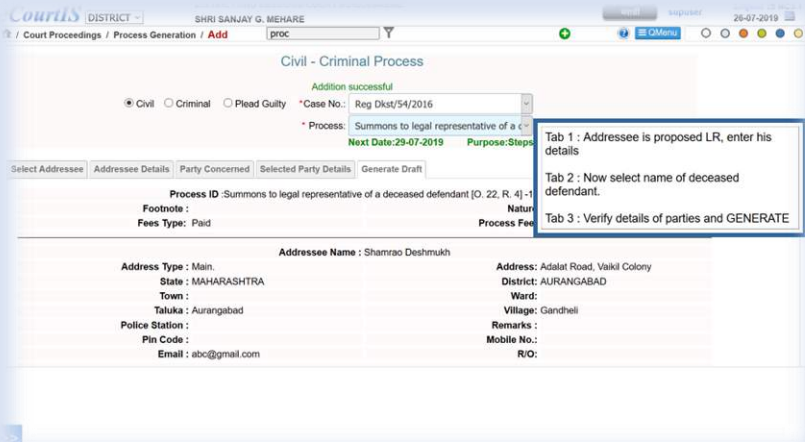 CourtIS DISTRICT
SHRI SANJAY G. MEHARE
26-07-2019
/ Court Proceedings / Process Generation / Add
proc
QMenu
Civil - Criminal Process
Addition successful
Civil Criminal Plead Guilty *Case No.: Reg Dkst/54/2016
* Process: Summons to legal representative of a d
Next Date:29-07-2019 Purpose:Steps
Tab 1 : Addressee is proposed LR, enter his
details
Tab 2 : Now select name of deceased
defendant.
Tab 3 : Verify details of parties and GENERATE
Select Addressee Addressee Details Party Concerned Selected Party Details Generate Draft
Process ID :Summons to legal representative of a deceased defendant [O. 22, R. 4] -1
Footnote : Nature
Fees Type: Paid Process Fee
Addressee Name : Shamrao Deshmukh
Address Type : Main. Address: Adalat Road, Vaikil Colony
State : MAHARASHTRA District: AURANGABAD
Town : Ward:
Taluka : Aurangabad Village: Gandheli
Police Station : Remarks :
Pin Code : Mobile No.:
Email : abc@gmail.com R/O:
>>